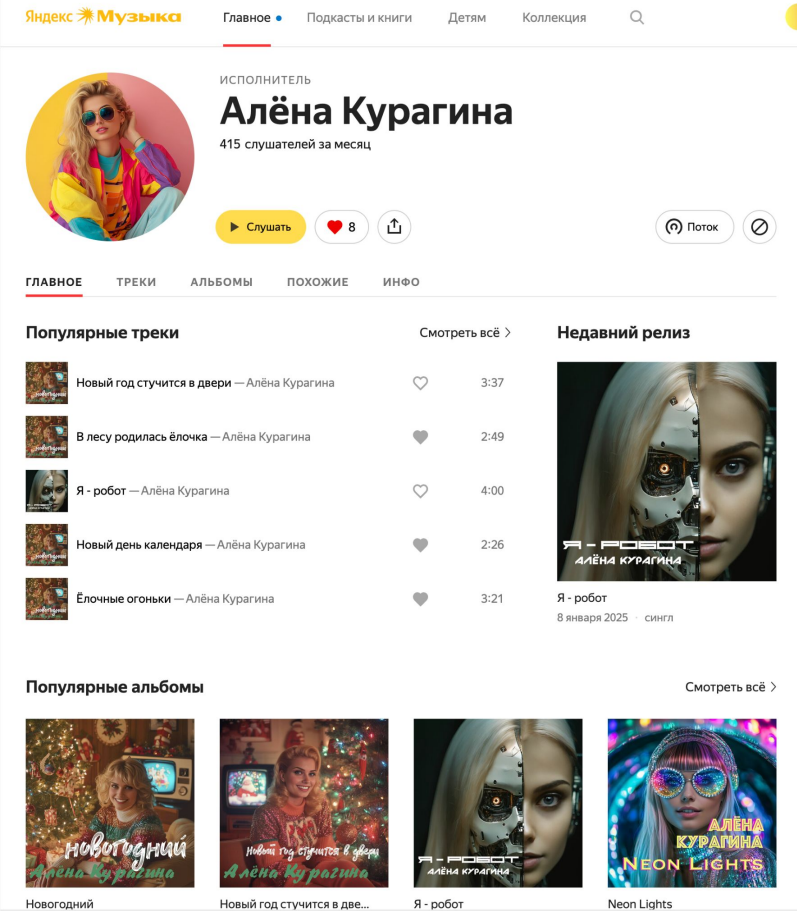 Яндекс Музыка
Главное
Подкасты и книги
Детям
Коллекция
ИСПОЛНИТЕЛЬ
Алёна Курагина
415 слушателей за месяц
Слушать
8
Поток
ГЛАВНОЕ
ТРЕКИ
АЛЬБОМЫ
ПОХОЖИЕ
ИНФО
Популярные треки
Смотреть всё
Новый год стучится в двери — Алёна Курагина 3:37
В лесу родилась ёлочка — Алёна Курагина 2:49
Я - робот — Алёна Курагина 4:00
Новый день календаря — Алёна Курагина 2:26
Ёлочные огоньки — Алёна Курагина 3:21
Недавний релиз
Я - РОБОТ
АЛЁНА КУРАГИНА
Я - робот
8 января 2025 · сингл
Популярные альбомы
Смотреть всё
новогодний
Алёна Курагина
Новогодний
Новый год стучится в двери
Алёна Курагина
Новый год стучится в две...
Я - РОБОТ
АЛЁНА КУРАГИНА
Я - робот
АЛЁНА
КУРАГИНА
NEON LIGHTS
Neon Lights